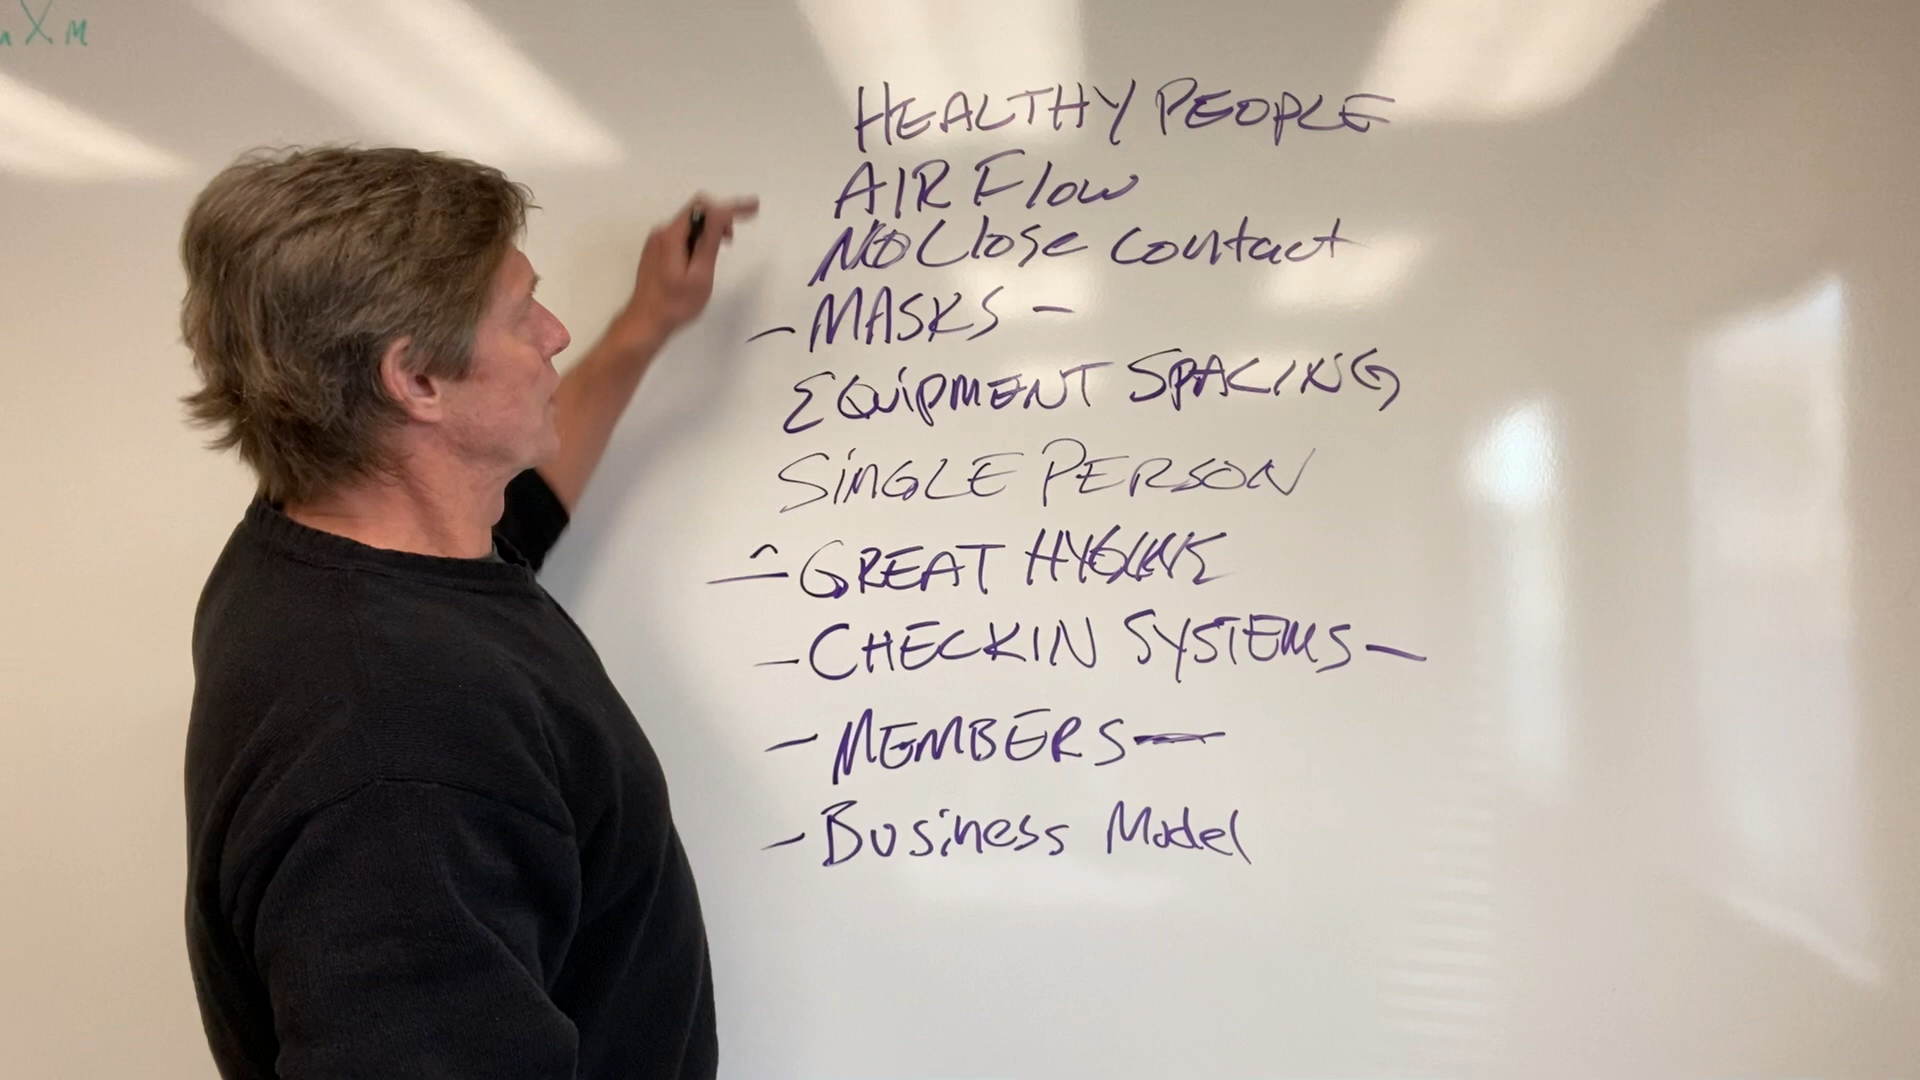 HEALTHY PEOPLE
AIR Flow
NO Close contact
- MASKS -
EQUIPMENT SPACING
SINGLE PERSON
- GREAT
- CHECKIN SYSTEMS -
- MEMBERS -
- Business Model